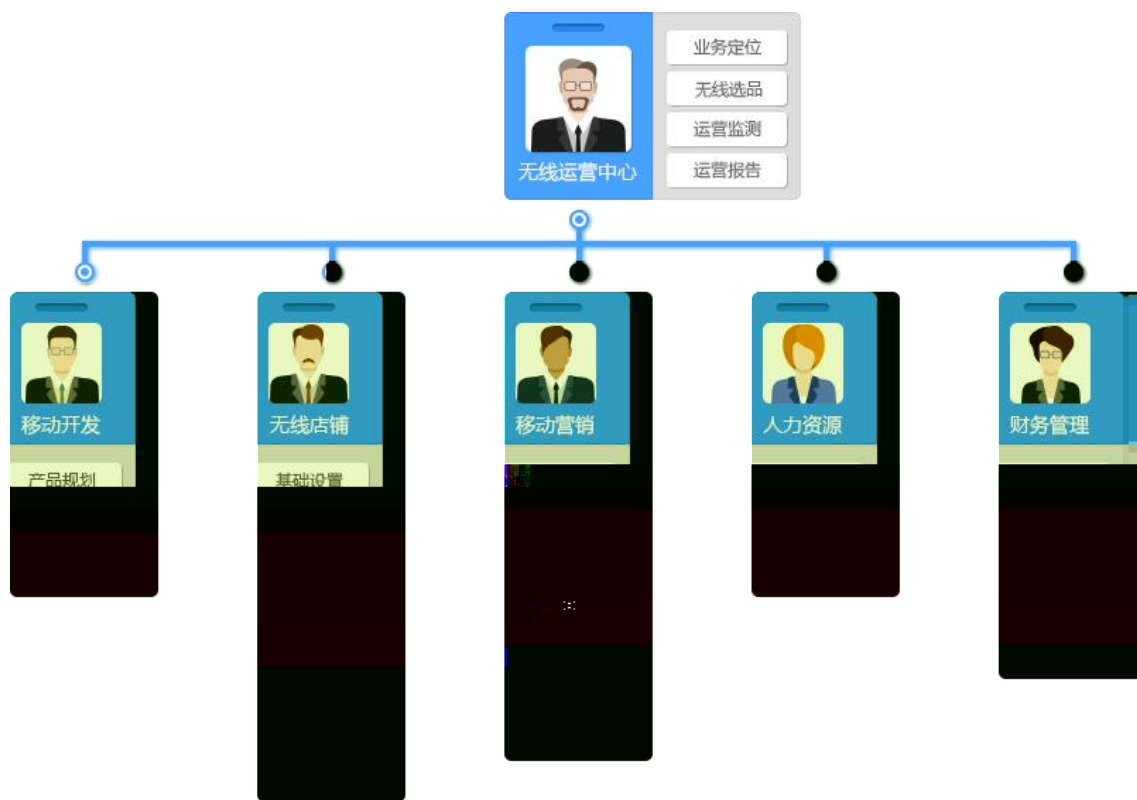 业务定位
无线选品
运营监测
运营报告
无线运营中心
移动开发
无线店铺
移动营销
人力资源
财务管理
产品规划
基础设置